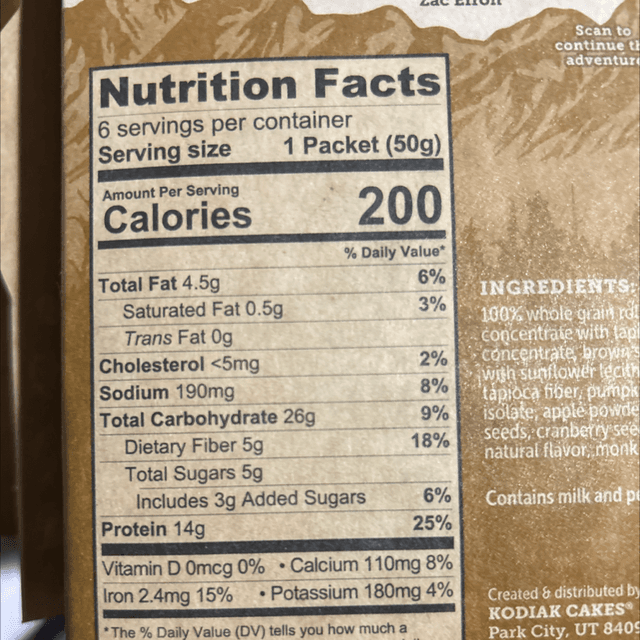 Zac Efron
Scan to
continue
adventure
Nutrition Facts
6 servings per container
Serving size 1 Packet (50g)
Amount Per Serving
Calories 200
% Daily Value*
Total Fat 4.5g 6%
Saturated Fat 0.5g 3%
Trans Fat 0g
Cholesterol <5mg 2%
Sodium 190mg 8%
Total Carbohydrate 26g 9%
Dietary Fiber 5g 18%
Total Sugars 5g
Includes 3g Added Sugars 6%
Protein 14g 25%
Vitamin D 0mcg 0% • Calcium 110mg 8%
Iron 2.4mg 15% • Potassium 180mg 4%
*The % Daily Value (DV) tells you how much a
INGREDIENTS:
100% whole grain
concentrate with
concentrate, brown
with sunflower
tapioca fiber,
isolate, apple
seeds, cranberry
natural flavor, monk
Contains milk and
Created & distributed by
KODIAK CAKES®
Park City, UT 840